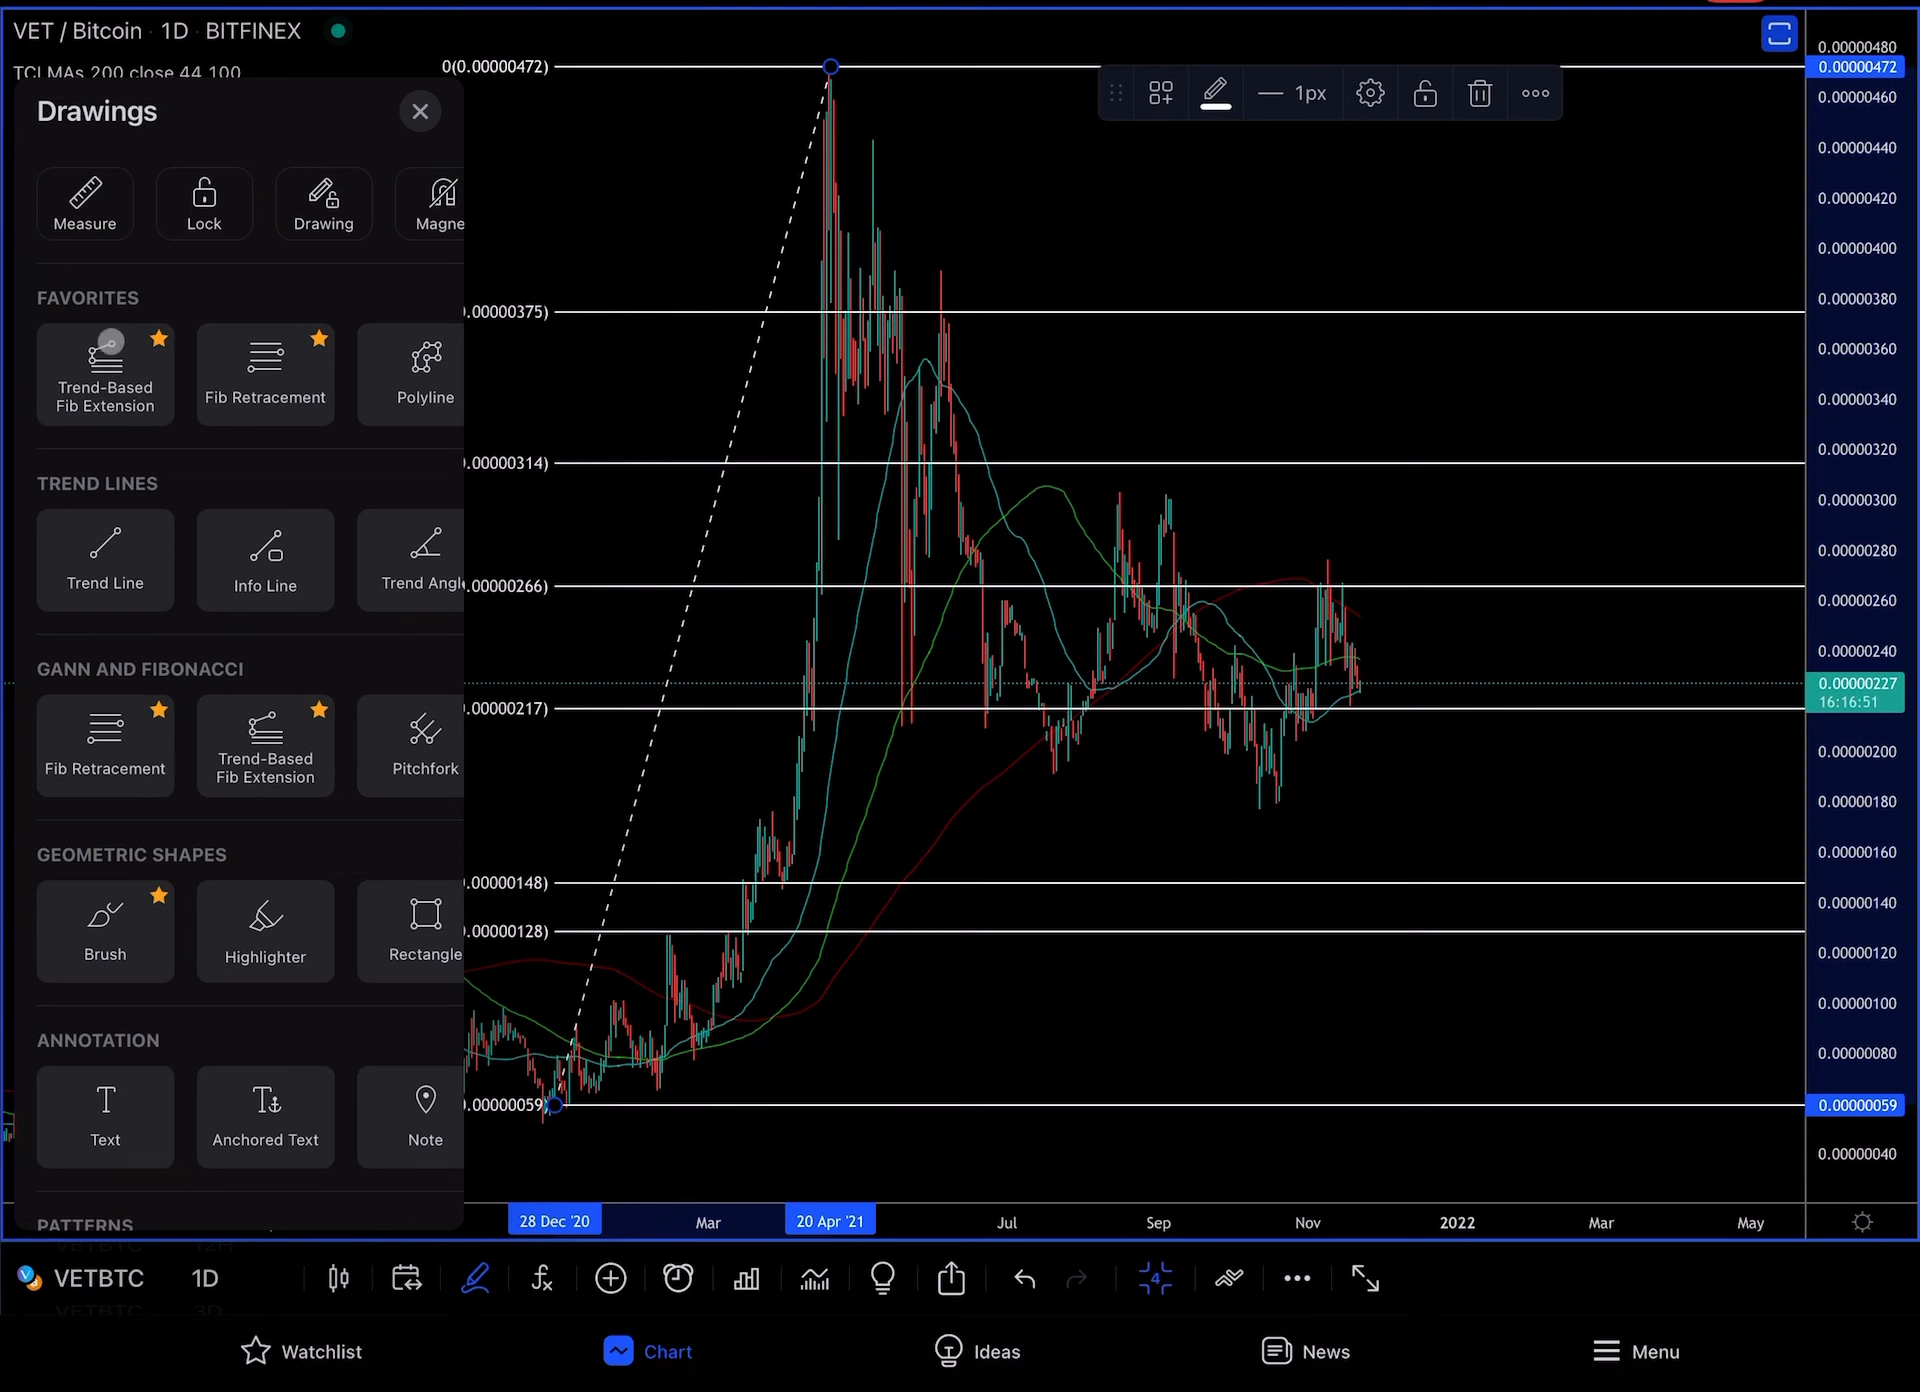 VET / Bitcoin · 1D · BITFINEX
TCI MAs 200 close 44 100
Drawings
Measure
Lock
Drawing
Magne
FAVORITES
Trend-Based
Fib Extension
Fib Retracement
Polyline
TREND LINES
Trend Line
Info Line
Trend Angl
GANN AND FIBONACCI
Fib Retracement
Trend-Based
Fib Extension
Pitchfork
GEOMETRIC SHAPES
Brush
Highlighter
Rectangle
ANNOTATION
Text
Anchored Text
Note
PATTERNS
0(0.00000472)
.00000375)
.00000314)
.00000266)
.00000217)
.00000148)
.00000128)
.00000059)
1px
0.00000480
0.00000472
0.00000460
0.00000440
0.00000420
0.00000400
0.00000380
0.00000360
0.00000340
0.00000320
0.00000300
0.00000280
0.00000260
0.00000240
0.00000227
16:16:51
0.00000200
0.00000180
0.00000160
0.00000140
0.00000120
0.00000100
0.00000080
0.00000059
0.00000040
28 Dec '20
Mar
20 Apr '21
Jul
Sep
Nov
2022
Mar
May
VETBTC 12H
VETBTC 1D
VETBTC 3D
4
Watchlist
Chart
Ideas
News
Menu